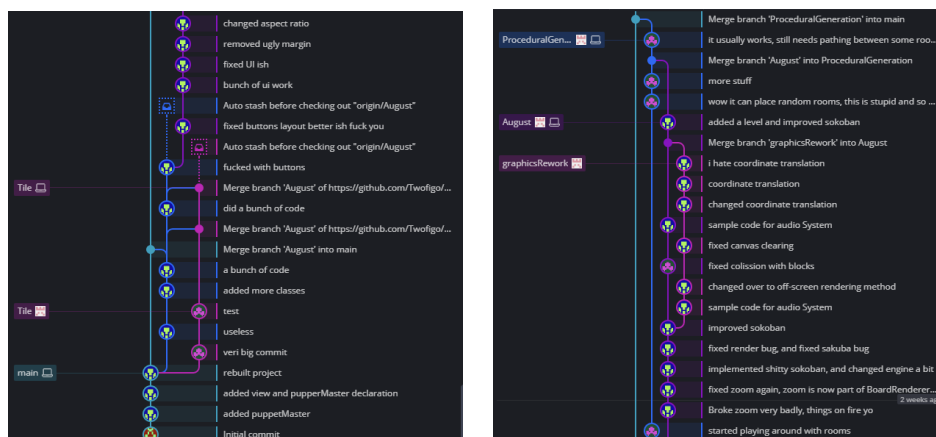 changed aspect ratio
removed ugly margin
fixed UI ish
bunch of ui work
Auto stash before checking out "origin/August"
fixed buttons layout better ish fuck you
Auto stash before checking out "origin/August"
fucked with buttons
Tile Merge branch 'August' of https://github.com/Twofigo/...
did a bunch of code
Merge branch 'August' of https://github.com/Twofigo/...
Merge branch 'August' into main
a bunch of code
added more classes
Tile test
useless
veri big commit
main rebuilt project
added view and pupperMaster declaration
added puppetMaster
Initial commit
Merge branch 'ProceduralGeneration' into main
ProceduralGen... it usually works, still needs pathing between some roo...
Merge branch 'August' into ProceduralGeneration
more stuff
wow it can place random rooms, this is stupid and so ...
August added a level and improved sokoban
Merge branch 'graphicsRework' into August
graphicsRework i hate coordinate translation
coordinate translation
changed coordinate translation
sample code for audio System
fixed canvas clearing
fixed colission with blocks
changed over to off-screen rendering method
sample code for audio System
improved sokoban
fixed render bug, and fixed sakuba bug
implemented shitty sokoban, and changed engine a bit
fixed zoom again, zoom is now part of BoardRenderer...
2 weeks ag
Broke zoom very badly, things on fire yo
started playing around with rooms